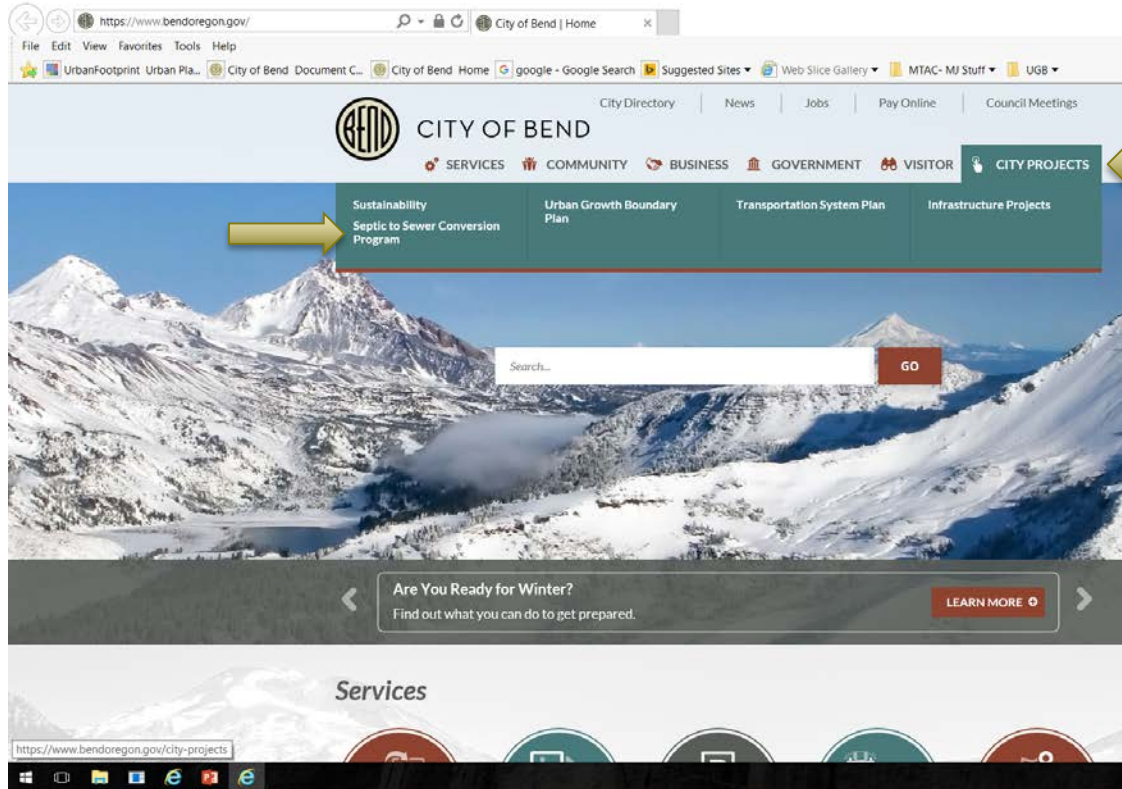 https://www.bendoregon.gov/
City of Bend | Home
File Edit View Favorites Tools Help
UrbanFootprint Urban Pla... City of Bend Document C... City of Bend Home google - Google Search Suggested Sites Web Slice Gallery MTAC- MJ Stuff UGB
City Directory News Jobs Pay Online Council Meetings
BEND
CITY OF BEND
SERVICES COMMUNITY BUSINESS GOVERNMENT VISITOR CITY PROJECTS
Sustainability
Septic to Sewer Conversion
Program
Urban Growth Boundary
Plan
Transportation System Plan
Infrastructure Projects
Search...
GO
Are You Ready for Winter?
Find out what you can do to get prepared.
LEARN MORE
Services
https://www.bendoregon.gov/city-projects